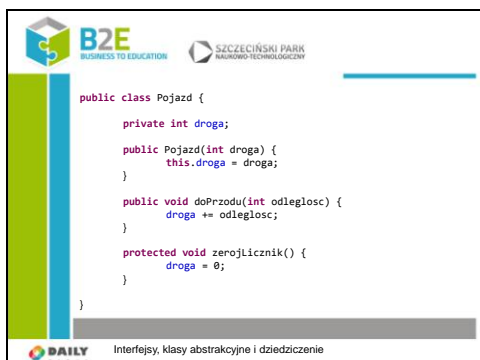 B2E
BUSINESS TO EDUCATION
SZCZECIŃSKI PARK
NAUKOWO-TECHNOLOGICZNY
public class Pojazd {
private int droga;
public Pojazd(int droga) {
this.droga = droga;
}
public void doPrzodu(int odleglosc) {
droga += odleglosc;
}
protected void zerojLicznik() {
droga = 0;
}
}
DAILY
Interfejsy, klasy abstrakcyjne i dziedziczenie